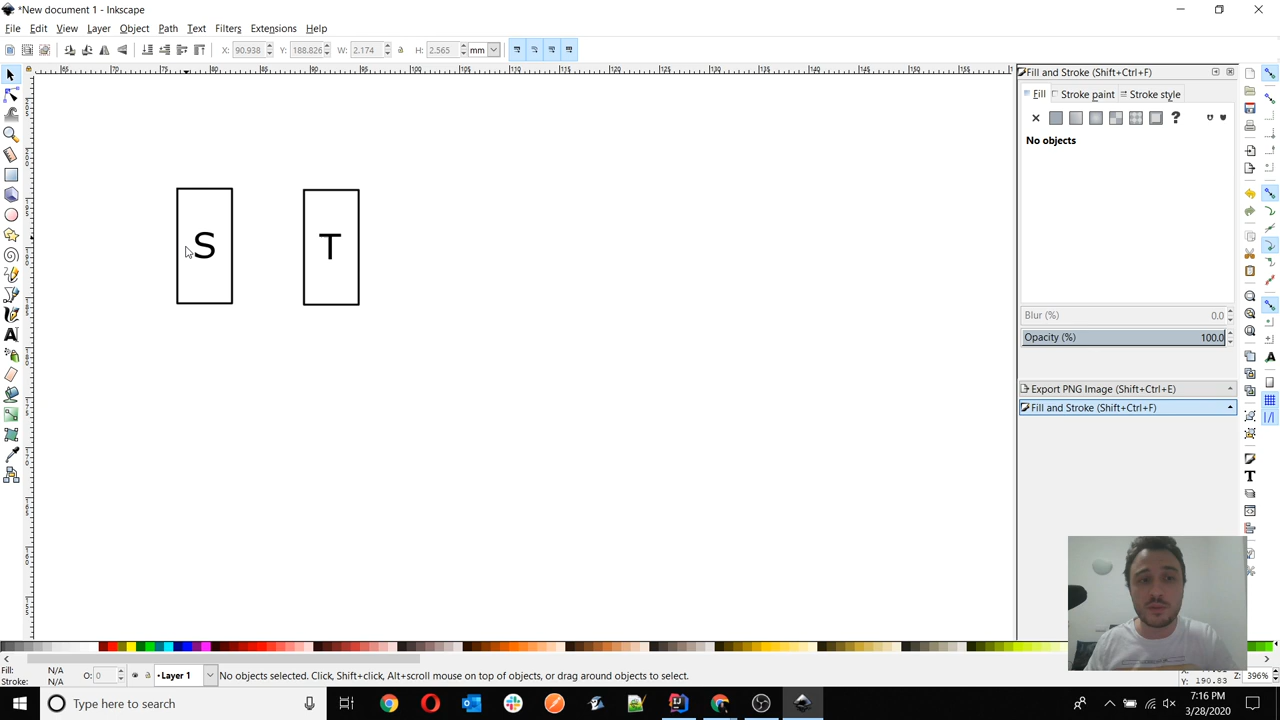 *New document 1 - Inkscape
File Edit View Layer Object Path Text Filters Extensions Help
X: 90.938 Y: 188.826 W: 2.174 H: 2.565 mm
Fill and Stroke (Shift+Ctrl+F)
Fill Stroke paint Stroke style
?
No objects
S T
Blur (%) 0.0
Opacity (%) 100.0
Export PNG Image (Shift+Ctrl+E)
Fill and Stroke (Shift+Ctrl+F)
Fill: N/A
Stroke: N/A
O: 0
Layer 1
No objects selected. Click, Shift+click, Alt+scroll mouse on top of objects, or drag around objects to select.
Y: 190.83
Z: 396%
Type here to search
7:16 PM
3/28/2020